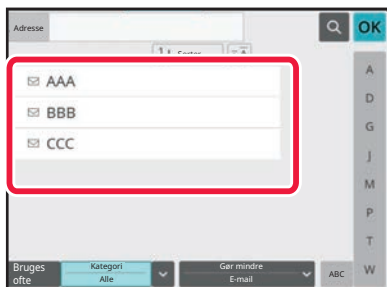 Adresse
OK
Sorter
AAA
BBB
CCC
A
D
G
J
M
P
T
W
Bruges ofte
Kategori
Alle
Gør mindre
E-mail
ABC